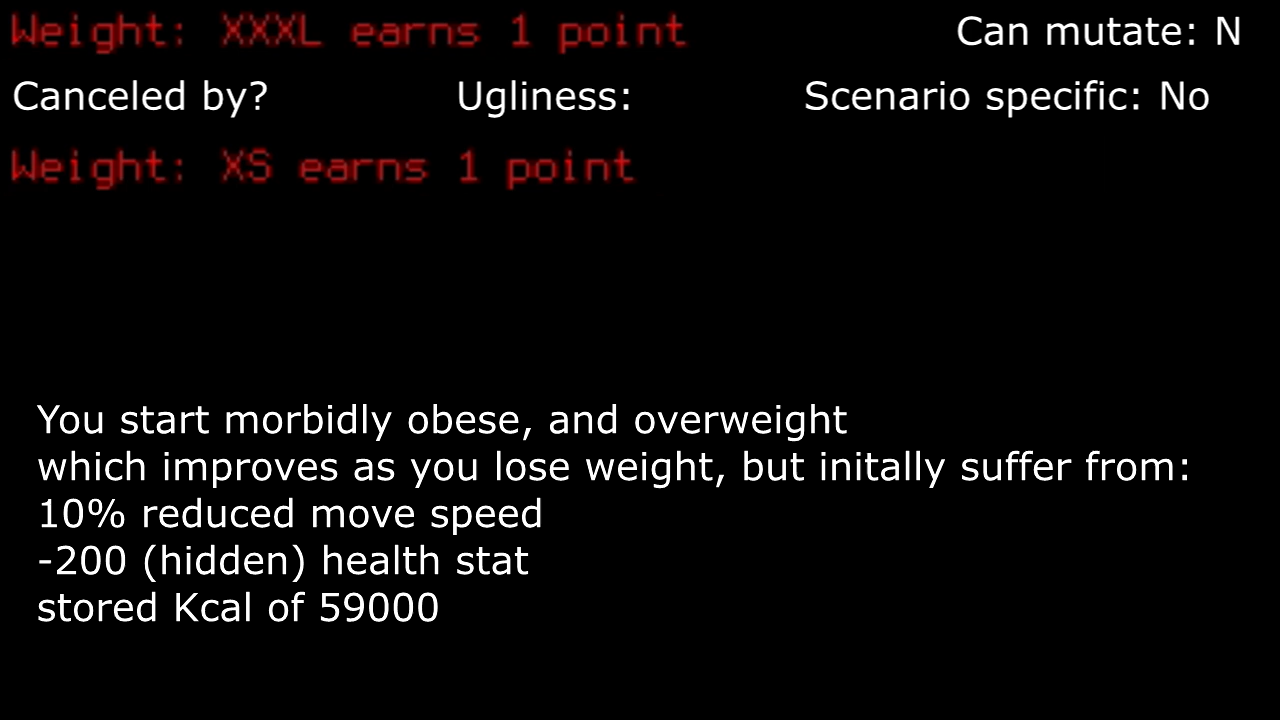 Weight: XXXL earns 1 point
Can mutate: N
Canceled by?
Ugliness:
Scenario specific: No
Weight: XS earns 1 point
You start morbidly obese, and overweight
which improves as you lose weight, but initally suffer from:
10% reduced move speed
-200 (hidden) health stat
stored Kcal of 59000